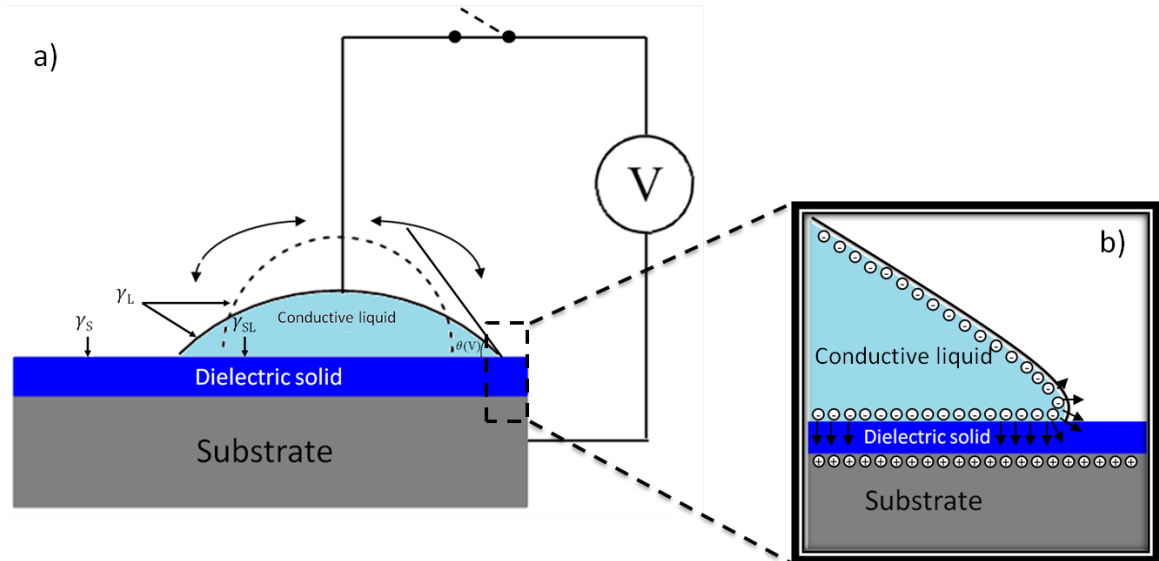 a)
V
γL
γS
γSL
Conductive liquid
θ(V)
Dielectric solid
Substrate
b)
Conductive liquid
Dielectric solid
Substrate